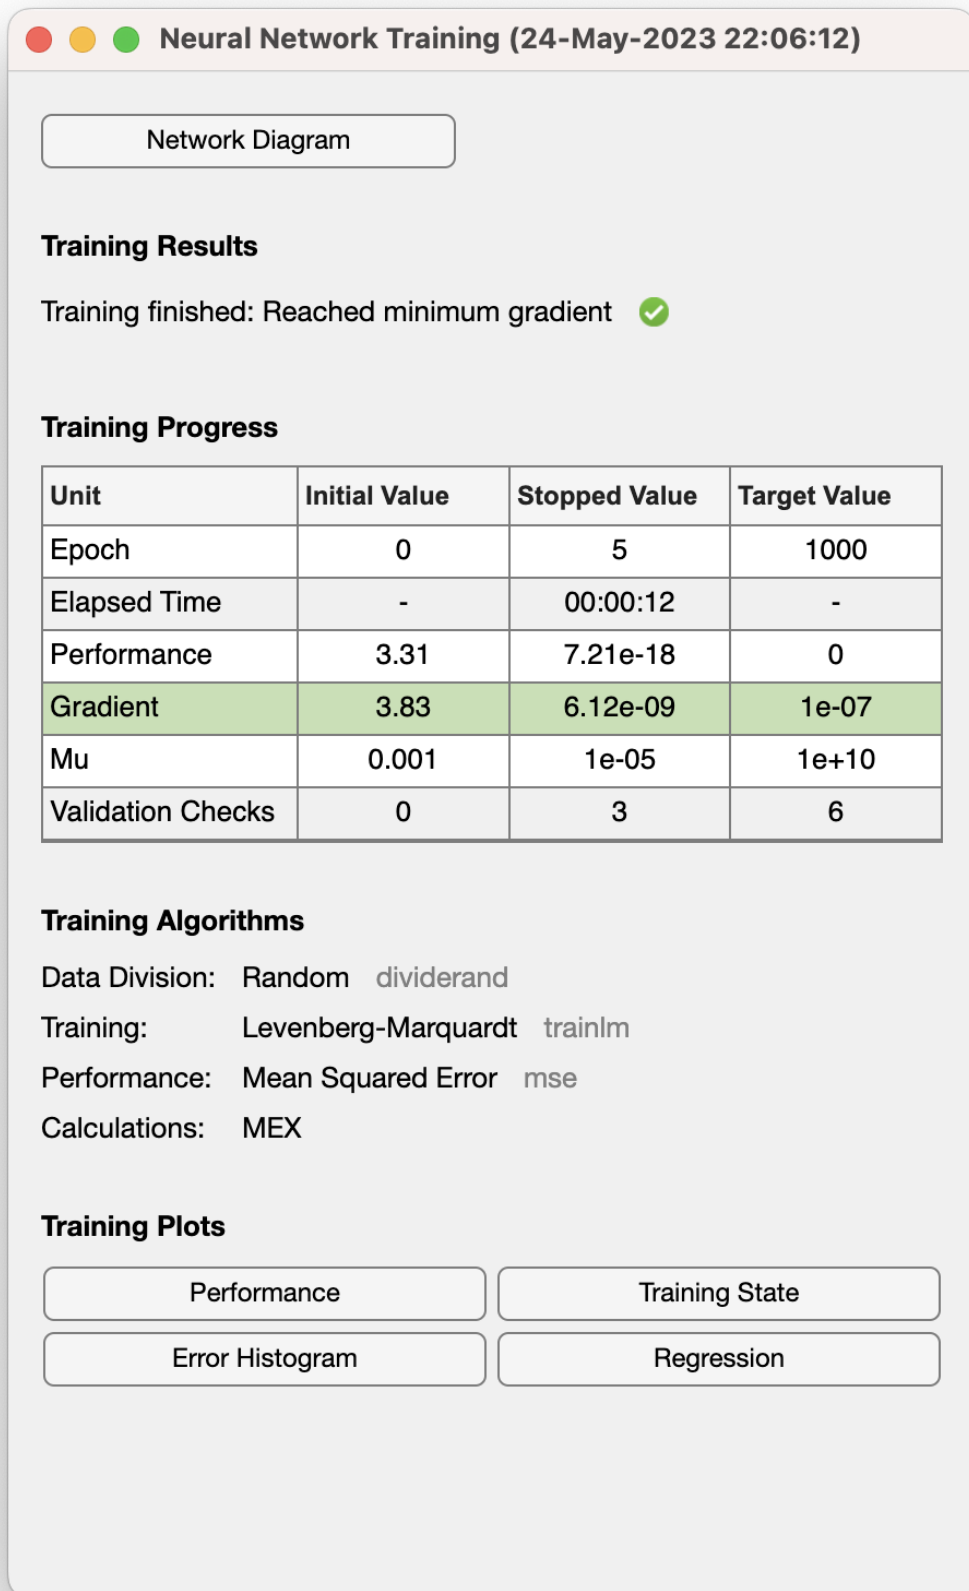 Neural Network Training (24-May-2023 22:06:12)
Network Diagram
Training Results
Training finished: Reached minimum gradient
Training Progress
Unit Initial Value Stopped Value Target Value
Epoch 0 5 1000
Elapsed Time - 00:00:12 -
Performance 3.31 7.21e-18 0
Gradient 3.83 6.12e-09 1e-07
Mu 0.001 1e-05 1e+10
Validation Checks 0 3 6
Training Algorithms
Data Division: Random dividerand
Training: Levenberg-Marquardt trainlm
Performance: Mean Squared Error mse
Calculations: MEX
Training Plots
Performance Training State
Error Histogram Regression